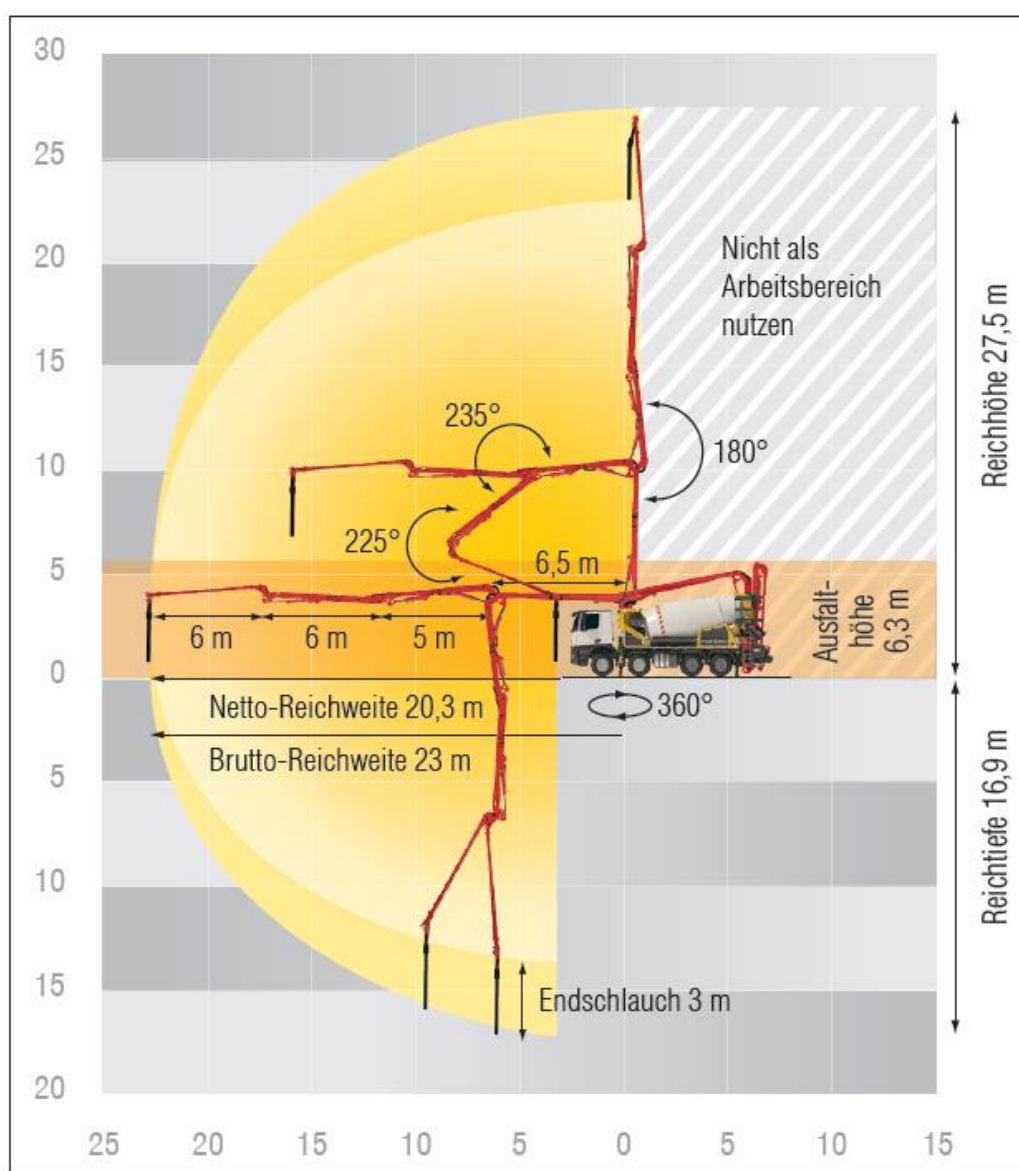 30
25
20
15
10
5
0
5
10
15
20
25
20
15
10
5
0
5
10
15
Nicht als
Arbeitsbereich
nutzen
Reichhöhe 27,5 m
235°
180°
225°
6,5 m
6 m
6 m
5 m
Ausfalt-
höhe
6,3 m
Netto-Reichweite 20,3 m
360°
Brutto-Reichweite 23 m
Reichtiefe 16,9 m
Endschlauch 3 m